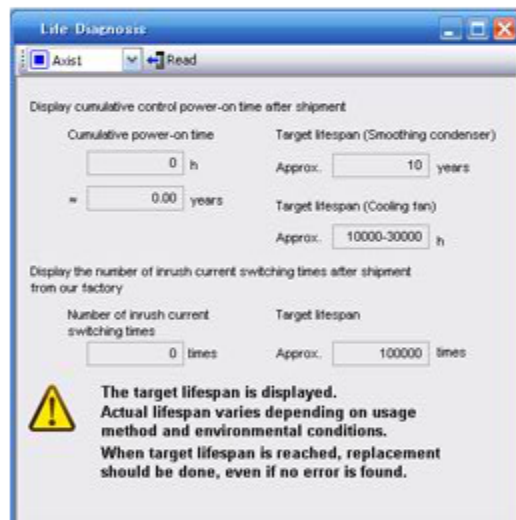 Life Diagnosis
Axis1 Read
Display cumulative control power-on time after shipment
Cumulative power-on time Target lifespan (Smoothing condenser)
0 h Approx. 10 years
≈ 0.00 years Target lifespan (Cooling fan)
Approx. 10000-30000 h
Display the number of inrush current switching times after shipment
from our factory
Number of inrush current Target lifespan
switching times
0 times Approx. 100000 times
The target lifespan is displayed.
Actual lifespan varies depending on usage
method and environmental conditions.
When target lifespan is reached, replacement
should be done, even if no error is found.